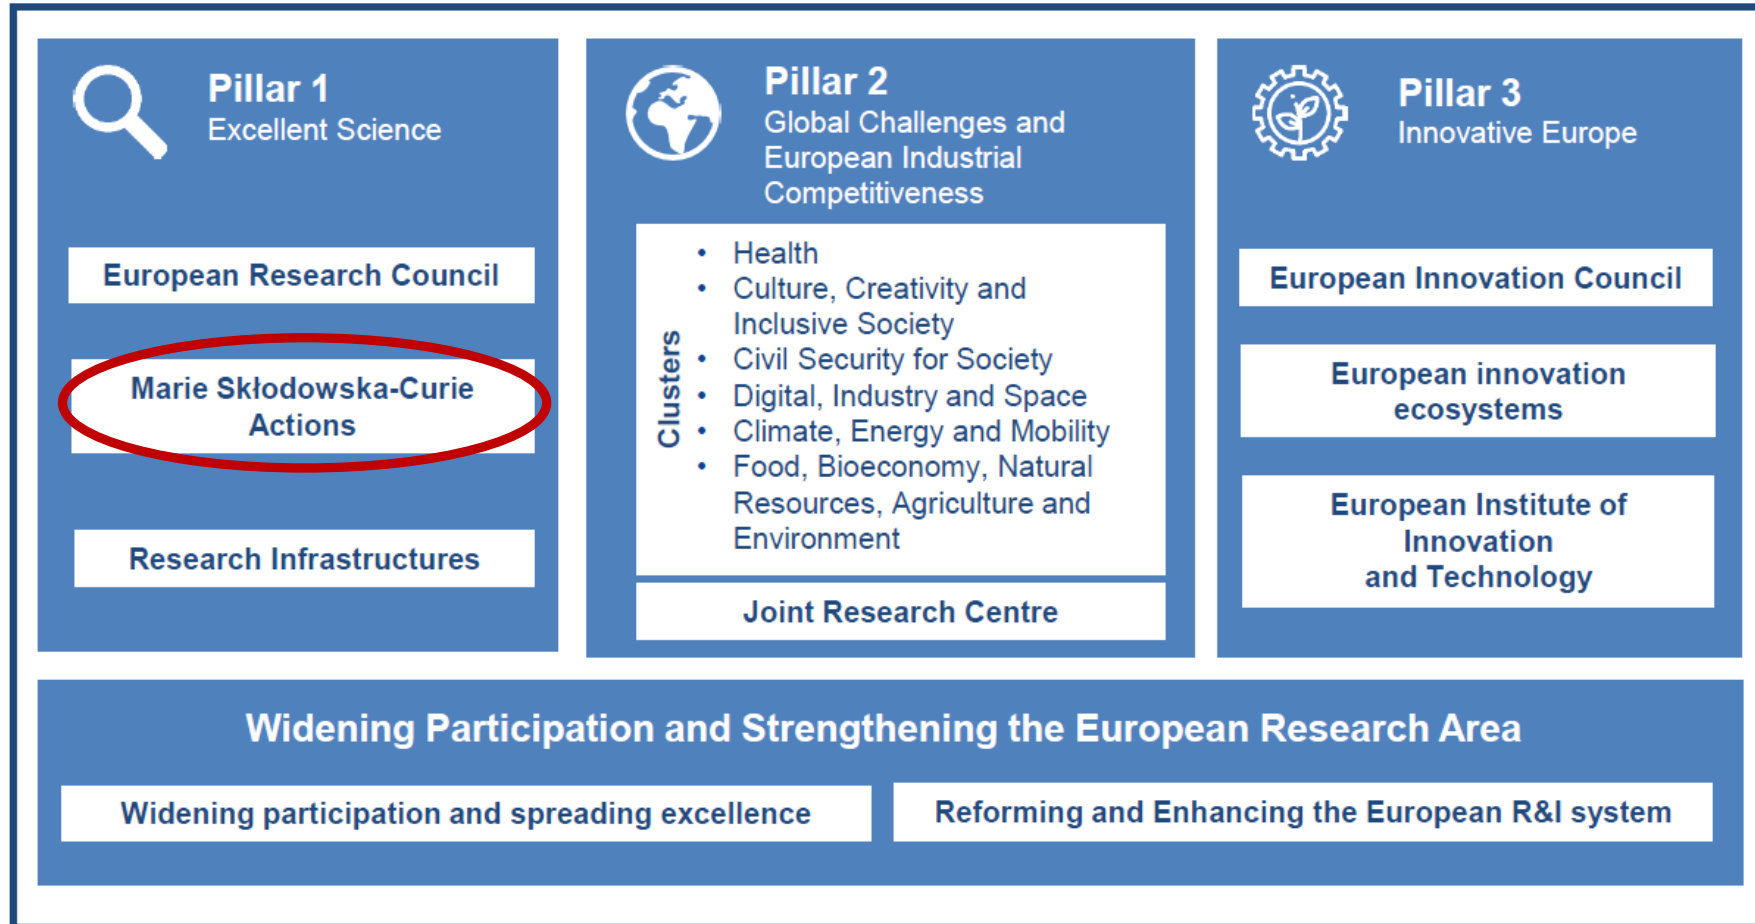 Pillar 1
Excellent Science
European Research Council
Marie Skłodowska-Curie
Actions
Research Infrastructures
Pillar 2
Global Challenges and
European Industrial
Competitiveness
Clusters
• Health
• Culture, Creativity and
Inclusive Society
• Civil Security for Society
• Digital, Industry and Space
• Climate, Energy and Mobility
• Food, Bioeconomy, Natural
Resources, Agriculture and
Environment
Joint Research Centre
Pillar 3
Innovative Europe
European Innovation Council
European innovation
ecosystems
European Institute of
Innovation
and Technology
Widening Participation and Strengthening the European Research Area
Widening participation and spreading excellence
Reforming and Enhancing the European R&I system